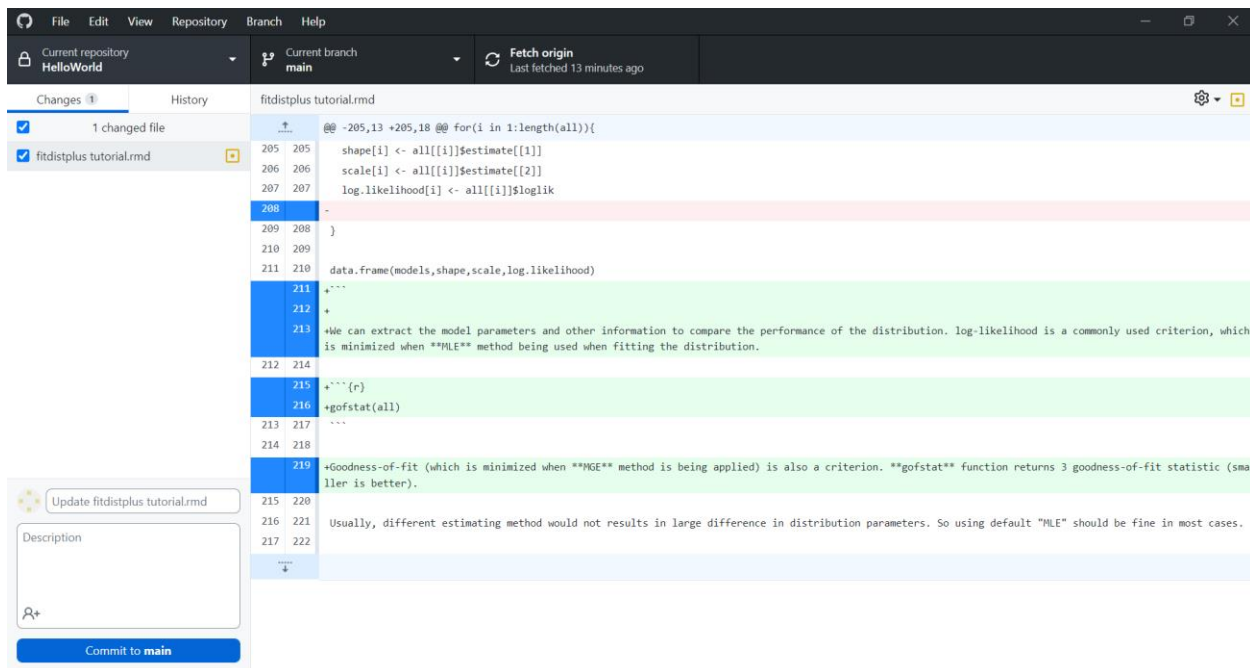 File Edit View Repository Branch Help
Current repository
HelloWorld
Current branch
main
Fetch origin
Last fetched 13 minutes ago
Changes 1 History
1 changed file
fitdistplus tutorial.rmd
Update fitdistplus tutorial.rmd
Description
Commit to main
fitdistplus tutorial.rmd
@@ -205,13 +205,18 @@ for(i in 1:length(all)){
205 205 shape[i] <- all[[i]]$estimate[[1]]
206 206 scale[i] <- all[[i]]$estimate[[2]]
207 207 log.likelihood[i] <- all[[i]]$loglik
208 -
209 208 }
210 209
211 210 data.frame(models,shape,scale,log.likelihood)
211 +```
212 +
213 +We can extract the model parameters and other information to compare the performance of the distribution. log-likelihood is a commonly used criterion, which
is minimized when **MLE** method being used when fitting the distribution.
212 214
215 +```{r}
216 +gofstat(all)
213 217 ```
214 218
219 +Goodness-of-fit (which is minimized when **MGE** method is being applied) is also a criterion. **gofstat** function returns 3 goodness-of-fit statistic (sma
ller is better).
215 220
216 221 Usually, different estimating method would not results in large difference in distribution parameters. So using default "MLE" should be fine in most cases.
217 222